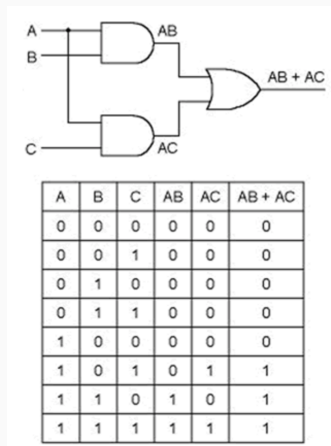 A
AB
B
AB + AC
C
AC
A B C AB AC AB + AC
0 0 0 0 0 0
0 0 1 0 0 0
0 1 0 0 0 0
0 1 1 0 0 0
1 0 0 0 0 0
1 0 1 0 1 1
1 1 0 1 0 1
1 1 1 1 1 1